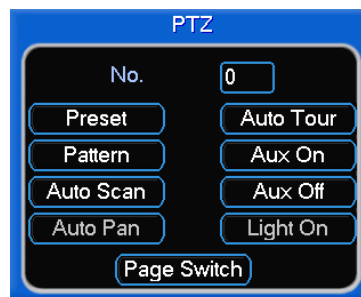 PTZ
No. 0
Preset Auto Tour
Pattern Aux On
Auto Scan Aux Off
Auto Pan Light On
Page Switch